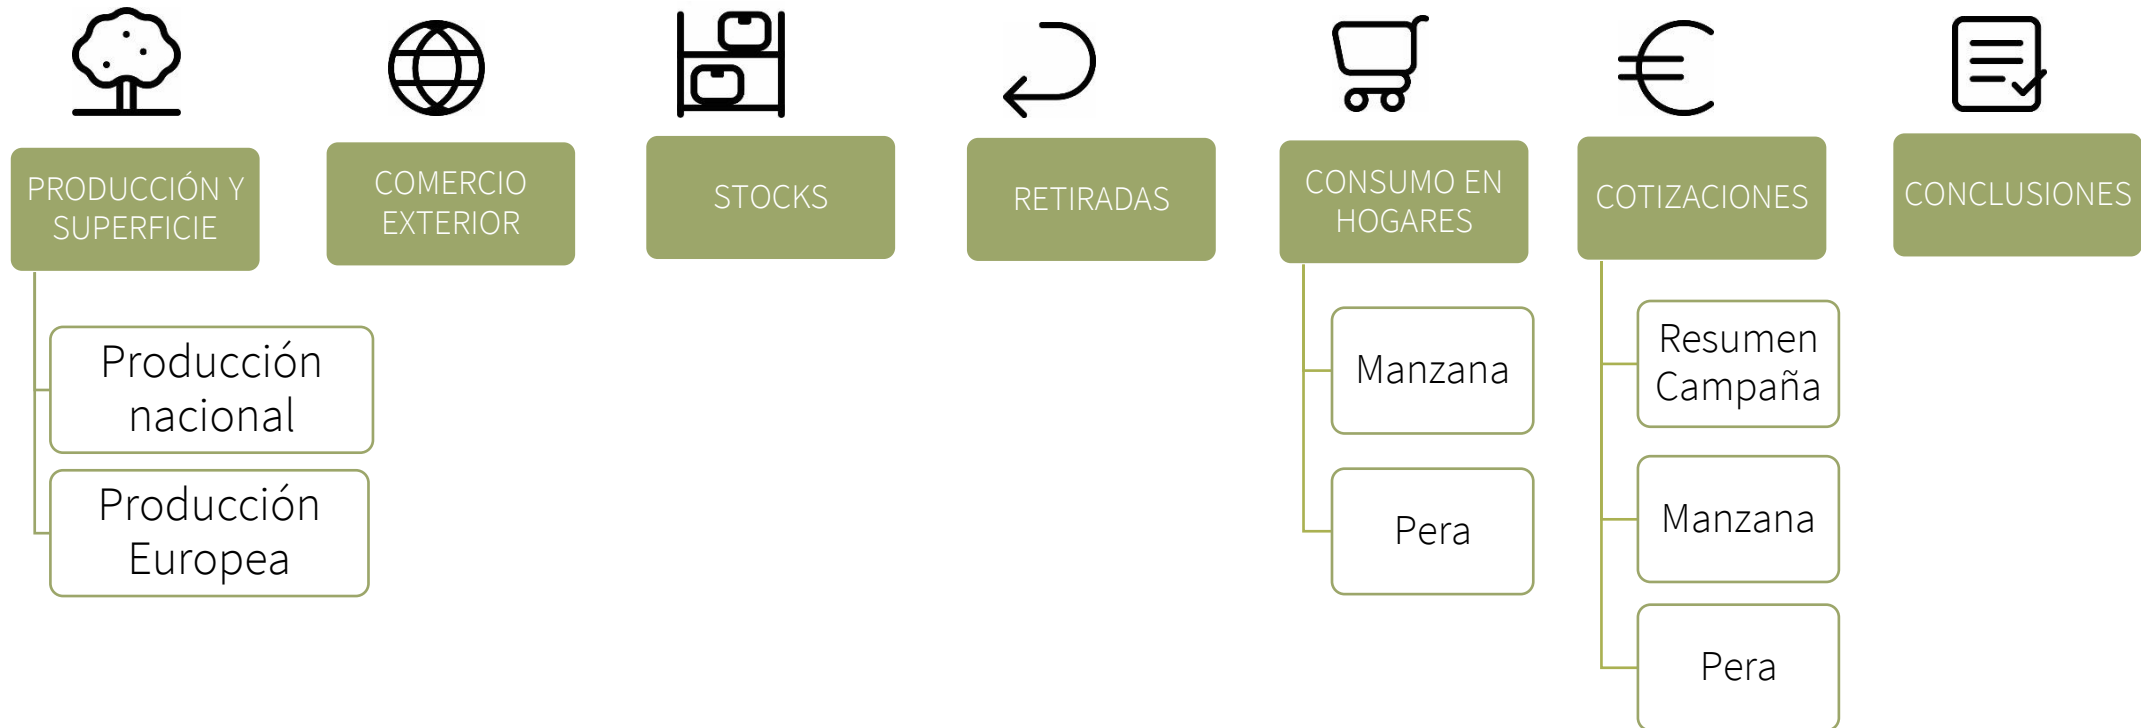 PRODUCCIÓN Y
SUPERFICIE
Producción
nacional
Producción
Europea
COMERCIO
EXTERIOR
STOCKS
RETIRADAS
CONSUMO EN
HOGARES
Manzana
Pera
COTIZACIONES
Resumen
Campaña
Manzana
Pera
CONCLUSIONES